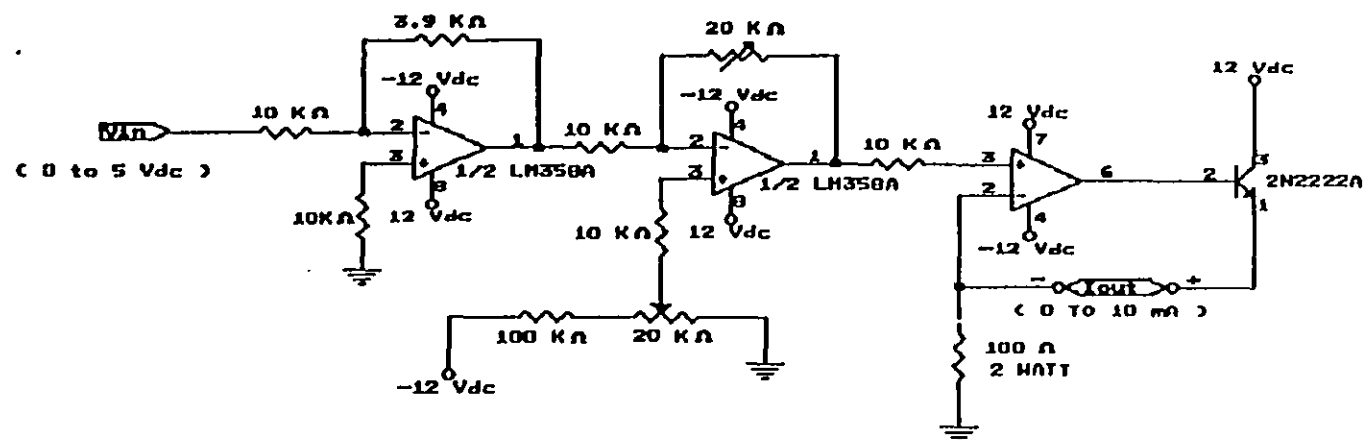 3.9 KΩ
20 KΩ
12 Vdc
-12 Vdc
-12 Vdc
12 Vdc
10 KΩ
4
10 KΩ
4
10 KΩ
7
Vin
2
-
1
2
-
1
3
+
6
2
3
( 0 to 5 Vdc )
3
+
1/2 LM358A
3
+
1/2 LM358A
2
-
2N2222A
1
8
8
4
10KΩ
12 Vdc
10 KΩ
12 Vdc
-12 Vdc
- Iout +
( 0 TO 10 mA )
100 KΩ
20 KΩ
100 Ω
2 WATT
-12 Vdc